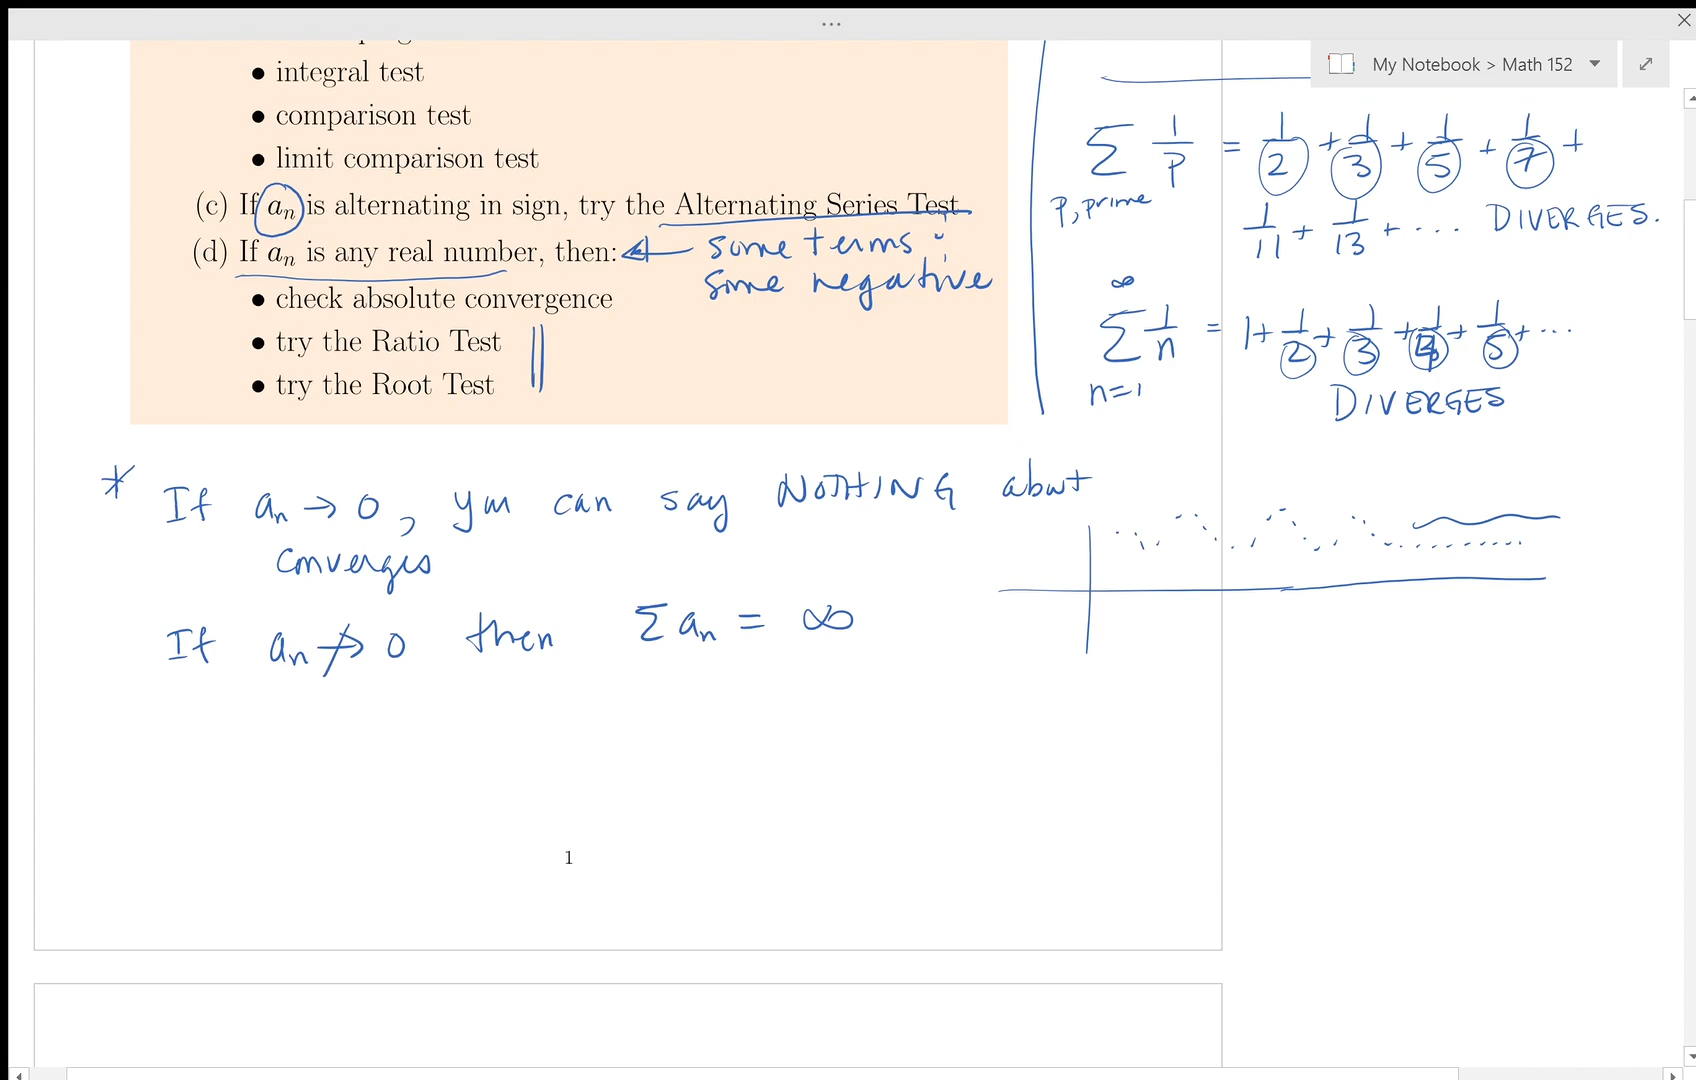 ...
My Notebook > Math 152
• integral test
• comparison test
• limit comparison test
(c) If aₙ is alternating in sign, try the Alternating Series Test.
(d) If aₙ is any real number, then:
some terms
some negative
• check absolute convergence
• try the Ratio Test
• try the Root Test
∑ 1/p = 1/2 + 1/3 + 1/5 + 1/7 +
p, prime
1/11 + 1/13 + .... DIVERGES.
∞
∑ 1/n = 1 + 1/2 + 1/3 + 1/4 + 1/5 + ...
n=1
DIVERGES
* If aₙ → 0, you can say NOTHING about
converges
If aₙ ↛ 0 then ∑ aₙ = ∞
1